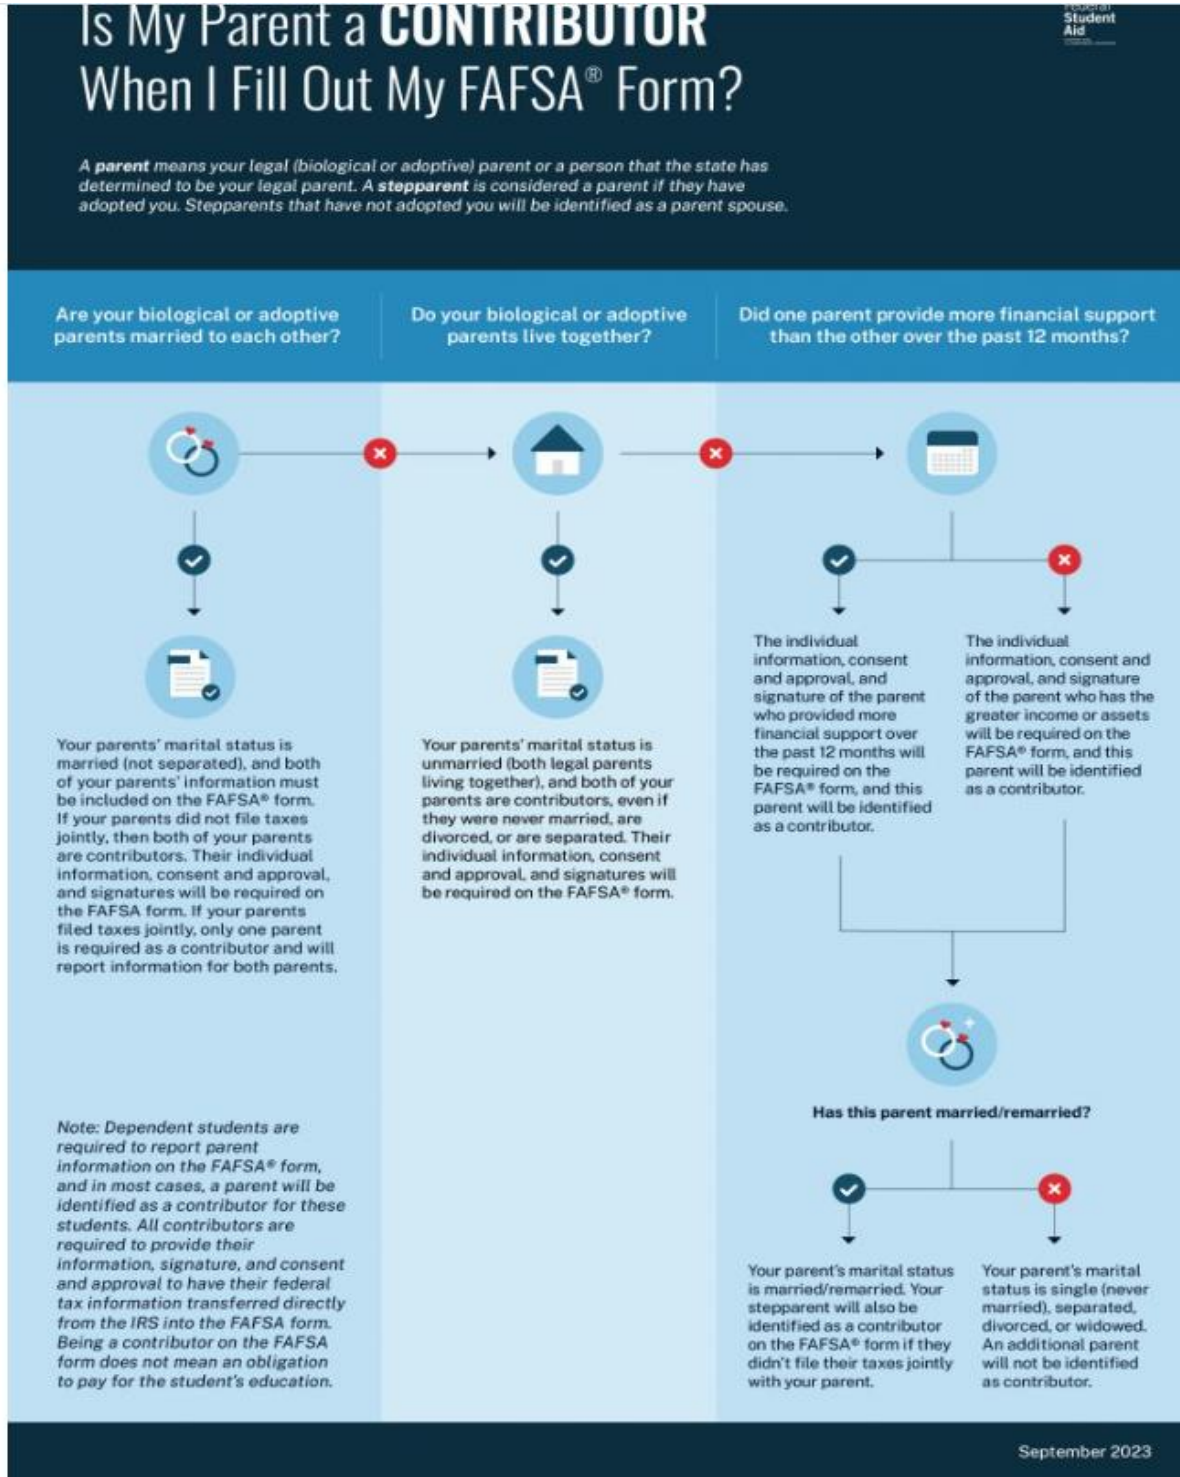 Is My Parent a CONTRIBUTOR
When I Fill Out My FAFSA® Form?
Federal
Student
Aid
A parent means your legal (biological or adoptive) parent or a person that the state has
determined to be your legal parent. A stepparent is considered a parent if they have
adopted you. Stepparents that have not adopted you will be identified as a parent spouse.
Are your biological or adoptive
parents married to each other?
Do your biological or adoptive
parents live together?
Did one parent provide more financial support
than the other over the past 12 months?
Your parents' marital status is
married (not separated), and both
of your parents' information must
be included on the FAFSA® form.
If your parents did not file taxes
jointly, then both of your parents
are contributors. Their individual
information, consent and approval,
and signatures will be required on
the FAFSA form. If your parents
filed taxes jointly, only one parent
is required as a contributor and will
report information for both parents.
Note: Dependent students are
required to report parent
information on the FAFSA® form,
and in most cases, a parent will be
identified as a contributor for these
students. All contributors are
required to provide their
information, signature, and consent
and approval to have their federal
tax information transferred directly
from the IRS into the FAFSA form.
Being a contributor on the FAFSA
form does not mean an obligation
to pay for the student's education.
Your parents' marital status is
unmarried (both legal parents
living together), and both of your
parents are contributors, even if
they were never married, are
divorced, or are separated. Their
individual information, consent
and approval, and signatures will
be required on the FAFSA® form.
The individual
information, consent
and approval, and
signature of the parent
who provided more
financial support over
the past 12 months will
be required on the
FAFSA® form, and this
parent will be identified
as a contributor.
The individual
information, consent and
approval, and signature
of the parent who has the
greater income or assets
will be required on the
FAFSA® form, and this
parent will be identified
as a contributor.
Has this parent married/remarried?
Your parent's marital status
is married/remarried. Your
stepparent will also be
identified as a contributor
on the FAFSA® form if they
didn't file their taxes jointly
with your parent.
Your parent's marital
status is single (never
married), separated,
divorced, or widowed.
An additional parent
will not be identified
as contributor.
September 2023